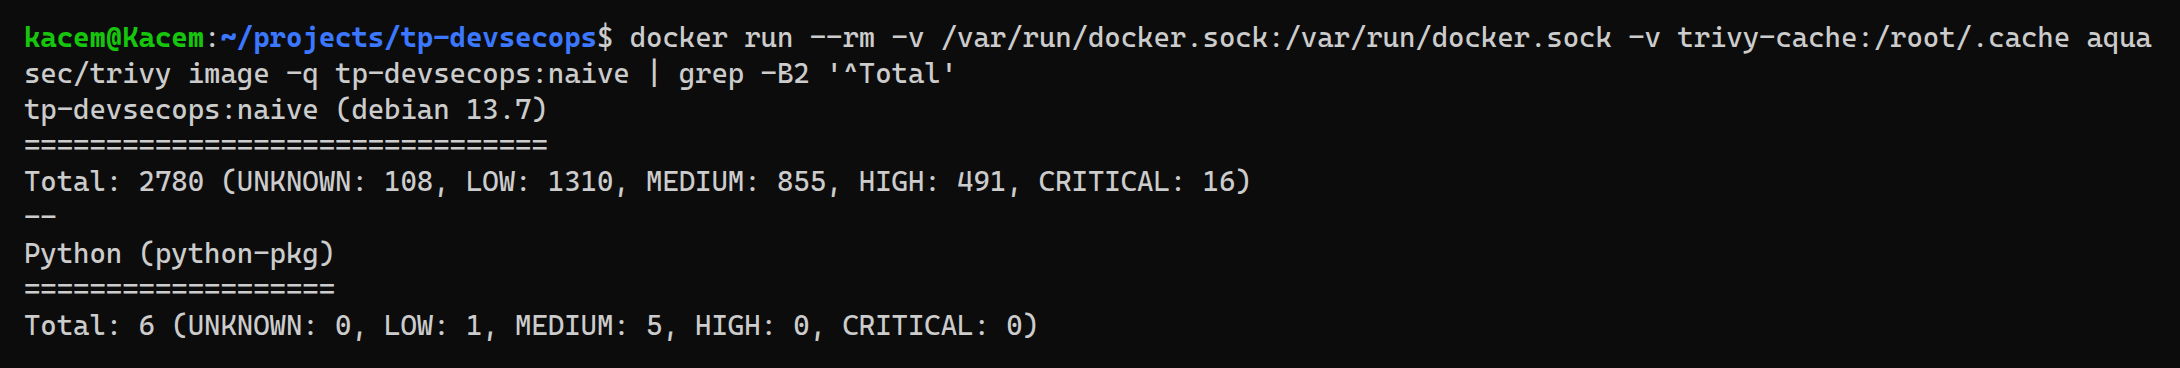 kacem@Kacem:~/projects/tp-devsecops$ docker run --rm -v /var/run/docker.sock:/var/run/docker.sock -v trivy-cache:/root/.cache aqua
sec/trivy image -q tp-devsecops:naive | grep -B2 '^Total'
tp-devsecops:naive (debian 13.7)
================================
Total: 2780 (UNKNOWN: 108, LOW: 1310, MEDIUM: 855, HIGH: 491, CRITICAL: 16)
--
Python (python-pkg)
===================
Total: 6 (UNKNOWN: 0, LOW: 1, MEDIUM: 5, HIGH: 0, CRITICAL: 0)